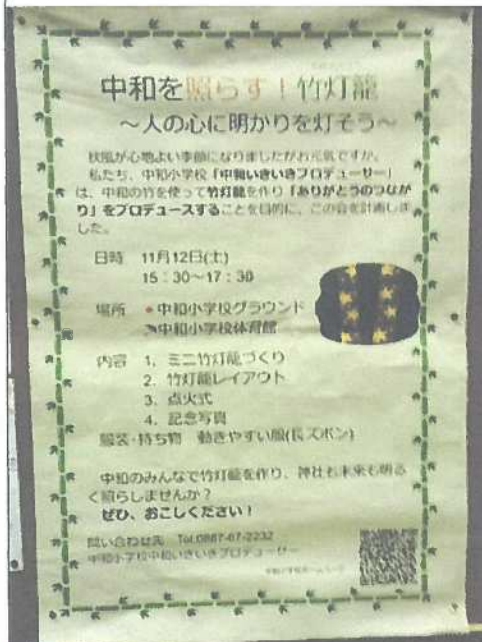 中和を照らす！竹灯籠
～人の心に明かりを灯そう～
秋風が心地よい季節になりましたがお元気ですか。
私たち、中和小学校「中和いきいきプロデューサー」
は、中和の竹を使って竹灯籠を作り「ありがとうのつなが
り」をプロデュースすることを目的に、この会を計画しま
した。
日時 11月12日(土)
15：30～17：30
場所 ・中和小学校グラウンド
中和小学校体育館
内容 1．ミニ竹灯籠づくり
2．竹灯籠レイアウト
3．点火式
4．記念写真
服装・持ち物 動きやすい服(長ズボン)
中和のみんなで竹灯籠を作り、神社も未来も明る
く照らしませんか？
ぜひ、おこしください！
問い合わせ先 Tel.0867-67-2232
中和小学校中和いきいきプロデューサー